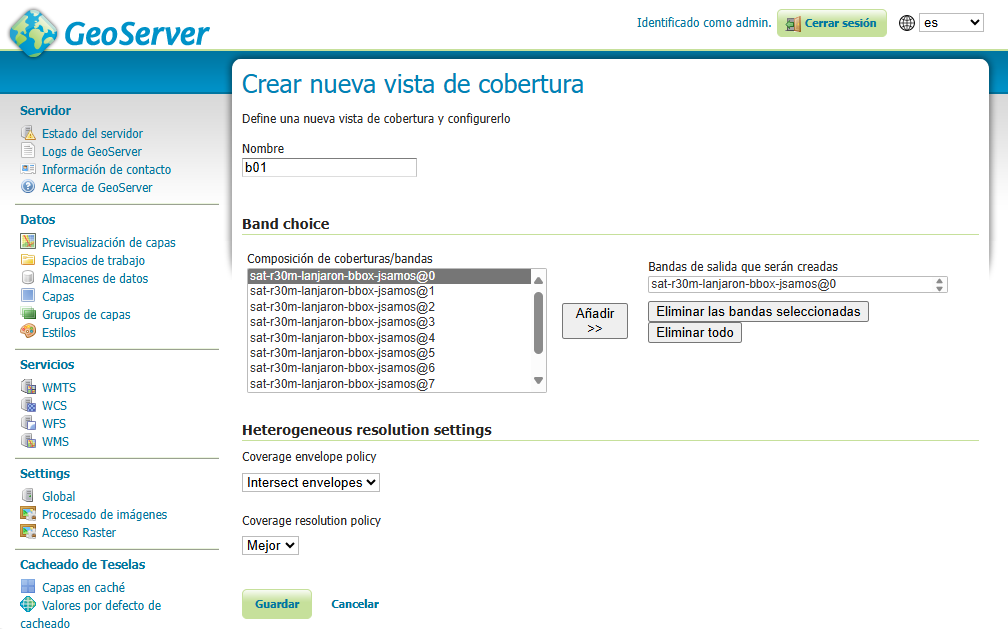 GeoServer
Identificado como admin.
Cerrar sesión
es
Servidor
Estado del servidor
Logs de GeoServer
Información de contacto
Acerca de GeoServer
Datos
Previsualización de capas
Espacios de trabajo
Almacenes de datos
Capas
Grupos de capas
Estilos
Servicios
WMTS
WCS
WFS
WMS
Settings
Global
Procesado de imágenes
Acceso Raster
Cacheado de Teselas
Capas en caché
Valores por defecto de
cacheado
Crear nueva vista de cobertura
Define una nueva vista de cobertura y configurerlo
Nombre
b01
Band choice
Composición de coberturas/bandas
sat-r30m-lanjaron-bbox-jsamos@0
sat-r30m-lanjaron-bbox-jsamos@1
sat-r30m-lanjaron-bbox-jsamos@2
sat-r30m-lanjaron-bbox-jsamos@3
sat-r30m-lanjaron-bbox-jsamos@4
sat-r30m-lanjaron-bbox-jsamos@5
sat-r30m-lanjaron-bbox-jsamos@6
sat-r30m-lanjaron-bbox-jsamos@7
Añadir
>>
Bandas de salida que serán creadas
sat-r30m-lanjaron-bbox-jsamos@0
Eliminar las bandas seleccionadas
Eliminar todo
Heterogeneous resolution settings
Coverage envelope policy
Intersect envelopes
Coverage resolution policy
Mejor
Guardar
Cancelar